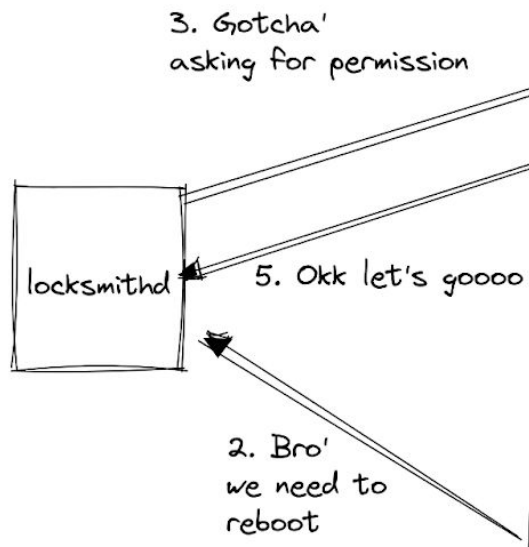 3. Gotcha'
asking for permission
locksmithd
5. Okk let's goooo
2. Bro'
we need to
reboot